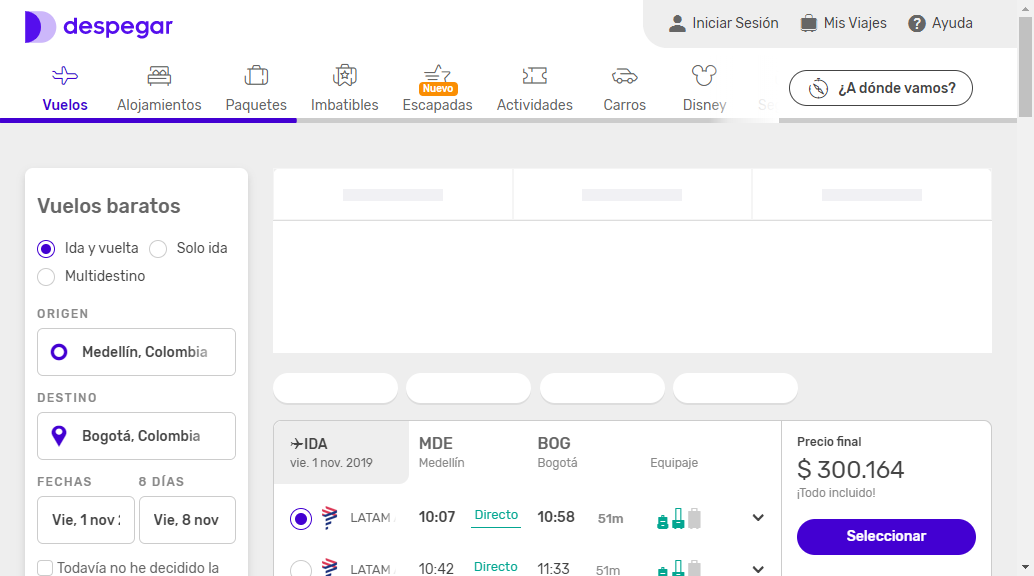 despegar
Iniciar Sesión
Mis Viajes
Ayuda
Vuelos
Alojamientos
Paquetes
Imbatibles
Nuevo
Escapadas
Actividades
Carros
Disney
¿A dónde vamos?
Vuelos baratos
Ida y vuelta
Solo ida
Multidestino
ORIGEN
Medellín, Colombia
DESTINO
Bogotá, Colombia
FECHAS
8 DÍAS
Vie, 1 nov
Vie, 8 nov
Todavía no he decidido la
IDA
vie. 1 nov. 2019
MDE
Medellín
BOG
Bogotá
Equipaje
LATAM
10:07
Directo
10:58
51m
LATAM
10:42
Directo
11:33
51m
Precio final
$ 300.164
¡Todo incluido!
Seleccionar